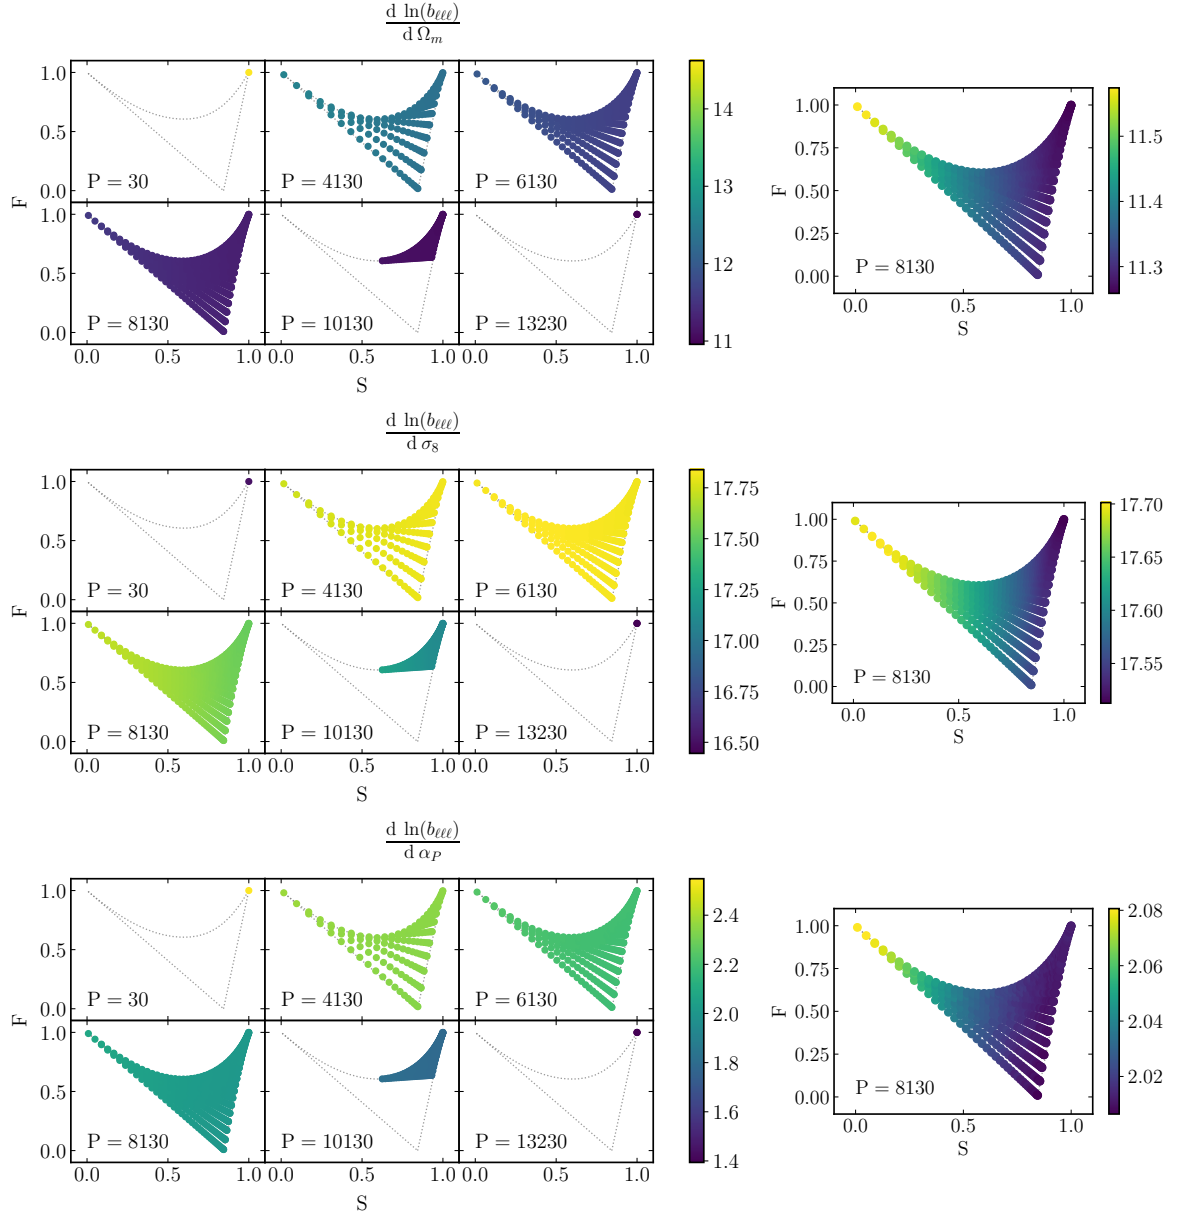 d ln(b_ℓℓℓ)
d Ω_m
1.0
0.5
0.0
P = 30
P = 4130
P = 6130
F
1.0
0.5
0.0
P = 8130
P = 10130
P = 13230
0.0 0.5 1.0 0.0 0.5 1.0 0.0 0.5 1.0
S
14
13
12
11
1.00
0.75
0.50
0.25
0.00
F
P = 8130
0.0 0.5 1.0
S
11.5
11.4
11.3
d ln(b_ℓℓℓ)
d σ_8
1.0
0.5
0.0
P = 30
P = 4130
P = 6130
F
1.0
0.5
0.0
P = 8130
P = 10130
P = 13230
0.0 0.5 1.0 0.0 0.5 1.0 0.0 0.5 1.0
S
17.75
17.50
17.25
17.00
16.75
16.50
1.00
0.75
0.50
0.25
0.00
F
P = 8130
0.0 0.5 1.0
S
17.70
17.65
17.60
17.55
d ln(b_ℓℓℓ)
d α_P
1.0
0.5
0.0
P = 30
P = 4130
P = 6130
F
1.0
0.5
0.0
P = 8130
P = 10130
P = 13230
0.0 0.5 1.0 0.0 0.5 1.0 0.0 0.5 1.0
S
2.4
2.2
2.0
1.8
1.6
1.4
1.00
0.75
0.50
0.25
0.00
F
P = 8130
0.0 0.5 1.0
S
2.08
2.06
2.04
2.02